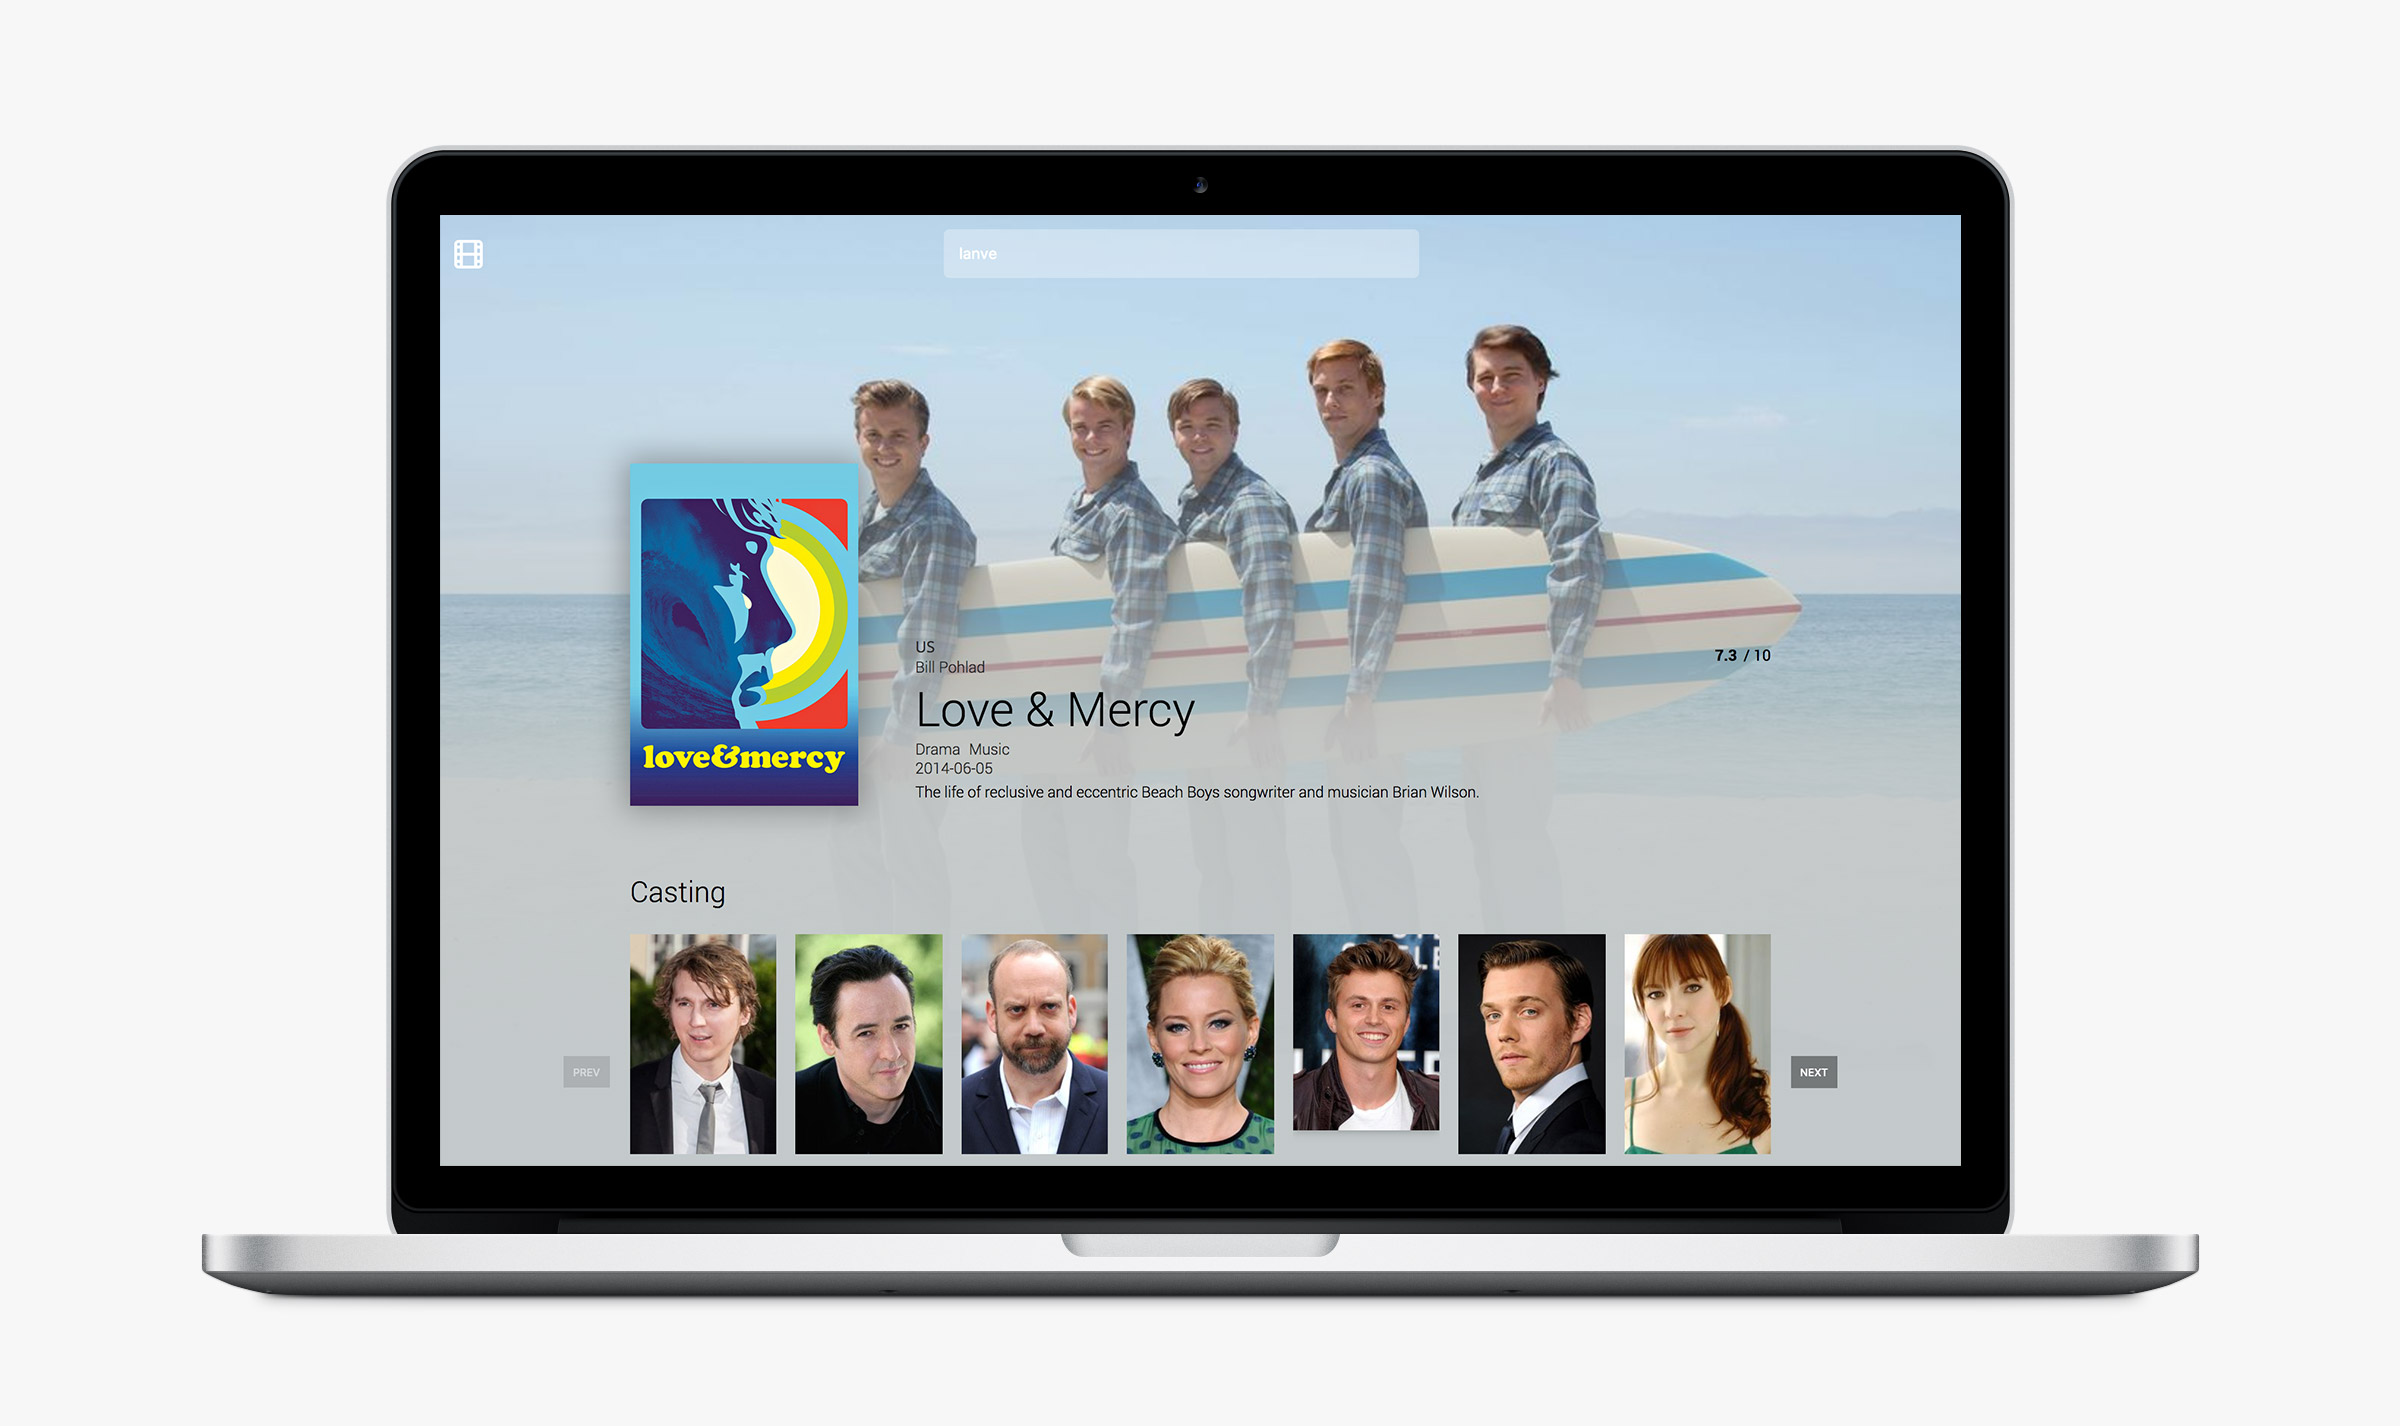 lanve
US
Bill Pohlad
7.3 / 10
Love & Mercy
Drama Music
2014-06-05
The life of reclusive and eccentric Beach Boys songwriter and musician Brian Wilson.
love&mercy
Casting
PREV
NEXT